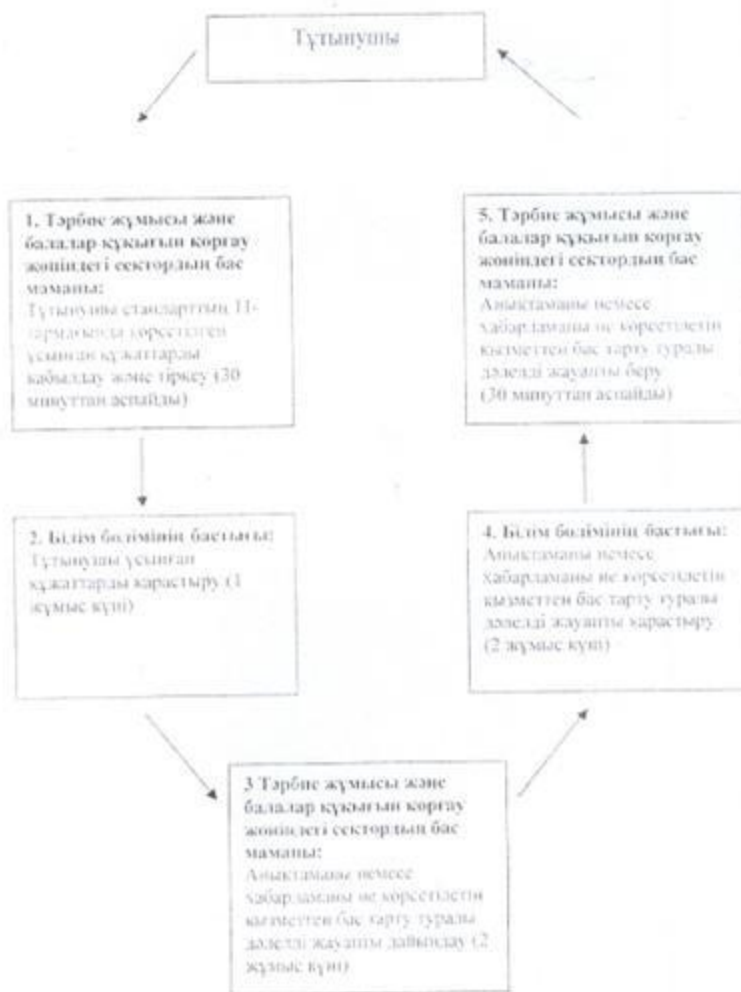 Тұтынушы
1. Тәрбие жұмысы және
балалар құқығын қорғау
жөніндегі сектордың бас
маманы:
Тұтынушы стандарттың 11-
тармағында көрсетілген
ұсынған құжаттарды
қабылдау және тіркеу (30
минуттан аспайды)
2. Білім бөлімінің бастығы:
Тұтынушы ұсынған
құжаттарды қарастыру (1
жұмыс күні)
3 Тәрбие жұмысы және
балалар құқығын қорғау
жөніндегі сектордың бас
маманы:
Анықтаманы немесе
хабарламаны не көрсетілетін
қызметтен бас тарту туралы
дәлелді жауапты дайындау (2
жұмыс күні)
4. Білім бөлімінің бастығы:
Анықтаманы немесе
хабарламаны не көрсетілетін
қызметтен бас тарту туралы
дәлелді жауапты қарастыру
(2 жұмыс күні)
5. Тәрбие жұмысы және
балалар құқығын қорғау
жөніндегі сектордың бас
маманы:
Анықтаманы немесе
хабарламаны не көрсетілетін
қызметтен бас тарту туралы
дәлелді жауапты беру
(30 минуттан аспайды)